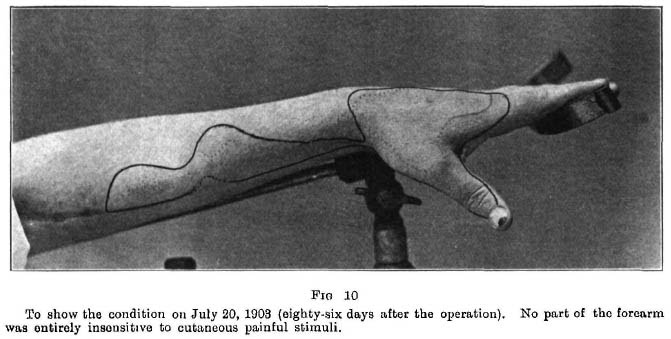 Fig 10
To show the condition on July 20, 1903 (eighty-six days after the operation). No part of the forearm
was entirely insensitive to cutaneous painful stimuli.